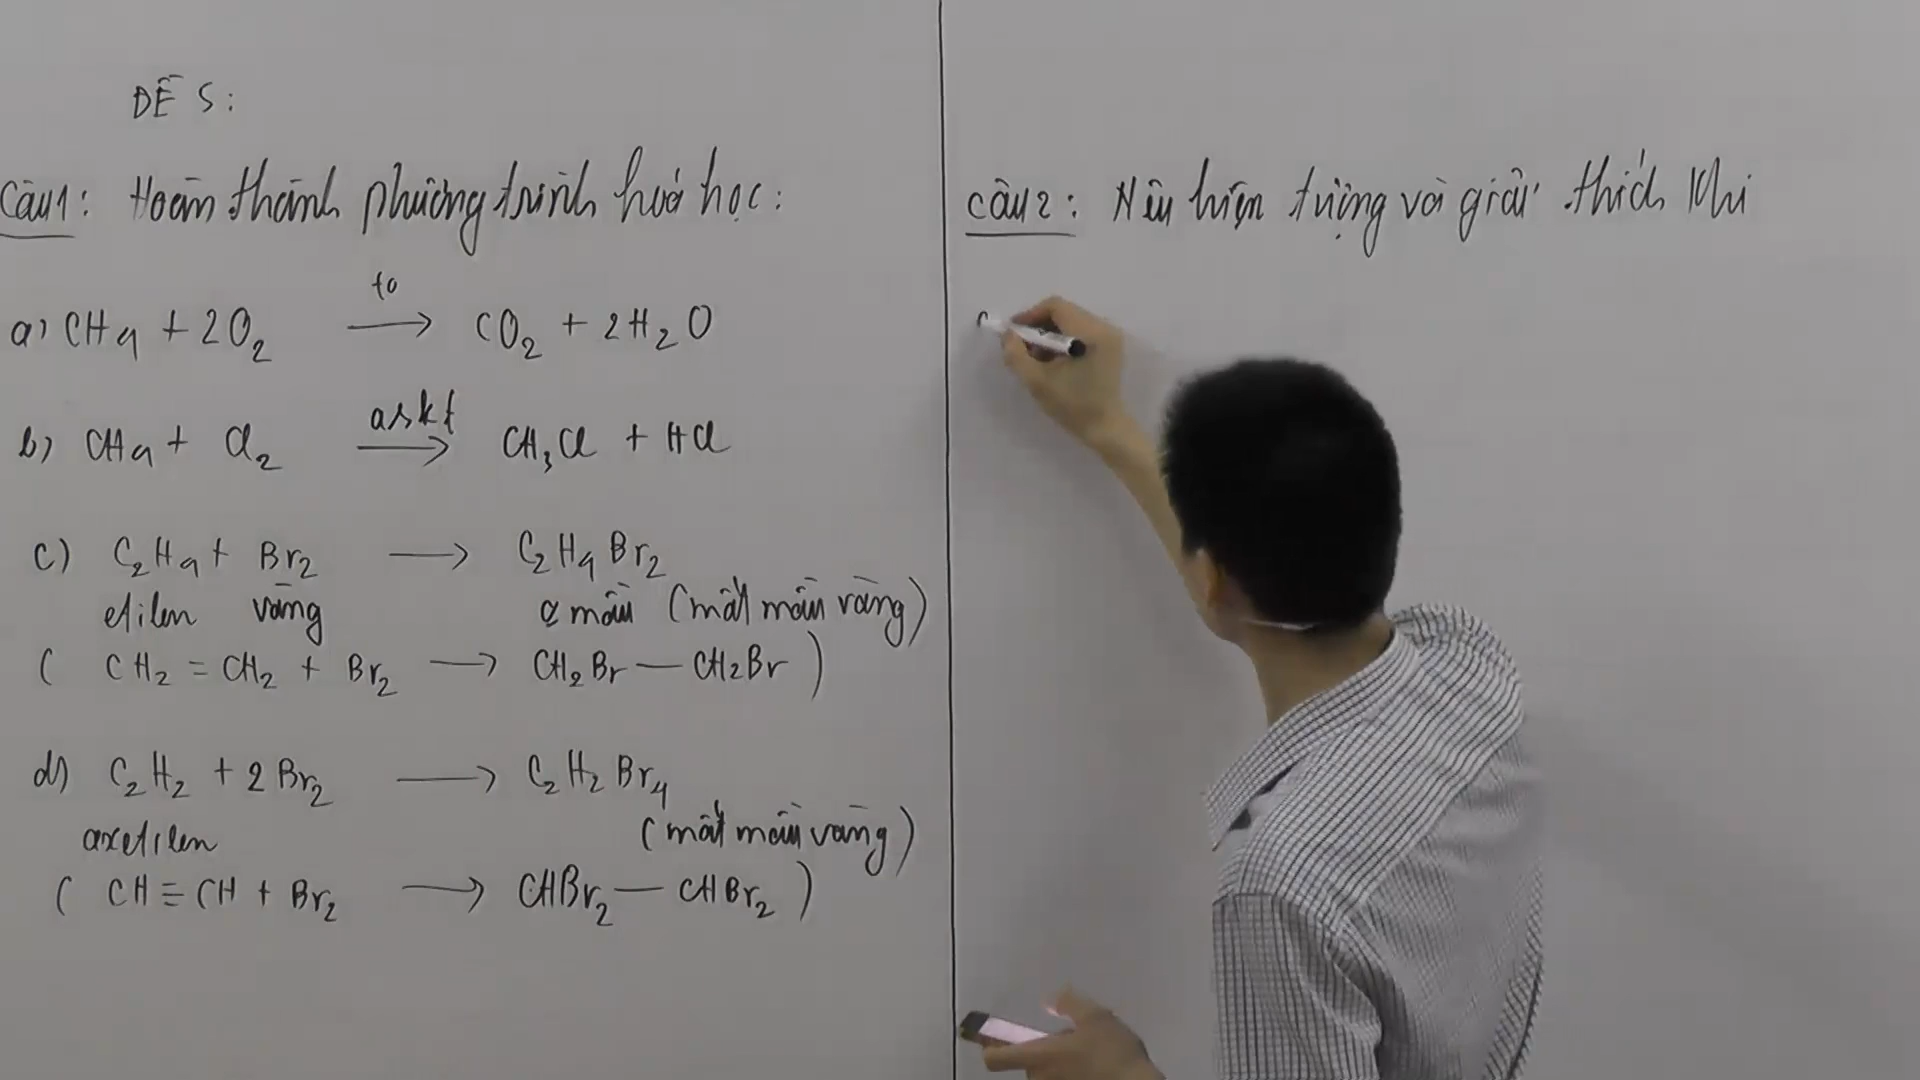 ĐỀ 5:
Câu 1: Hoàn thành phương trình hoá học:
a) CH₄ + 2O₂ —t⁰→ CO₂ + 2H₂O
b) CH₄ + Cl₂ —askt→ CH₃Cl + HCl
c) C₂H₄ + Br₂ → C₂H₄Br₂
etilen vàng màu (mất màu vàng)
( CH₂ = CH₂ + Br₂ → CH₂Br — CH₂Br )
d) C₂H₂ + 2Br₂ → C₂H₂Br₄
axetilen (mất màu vàng)
( CH ≡ CH + Br₂ → CHBr₂ — CHBr₂ )
Câu 2: Nêu hiện tượng và giải thích khi